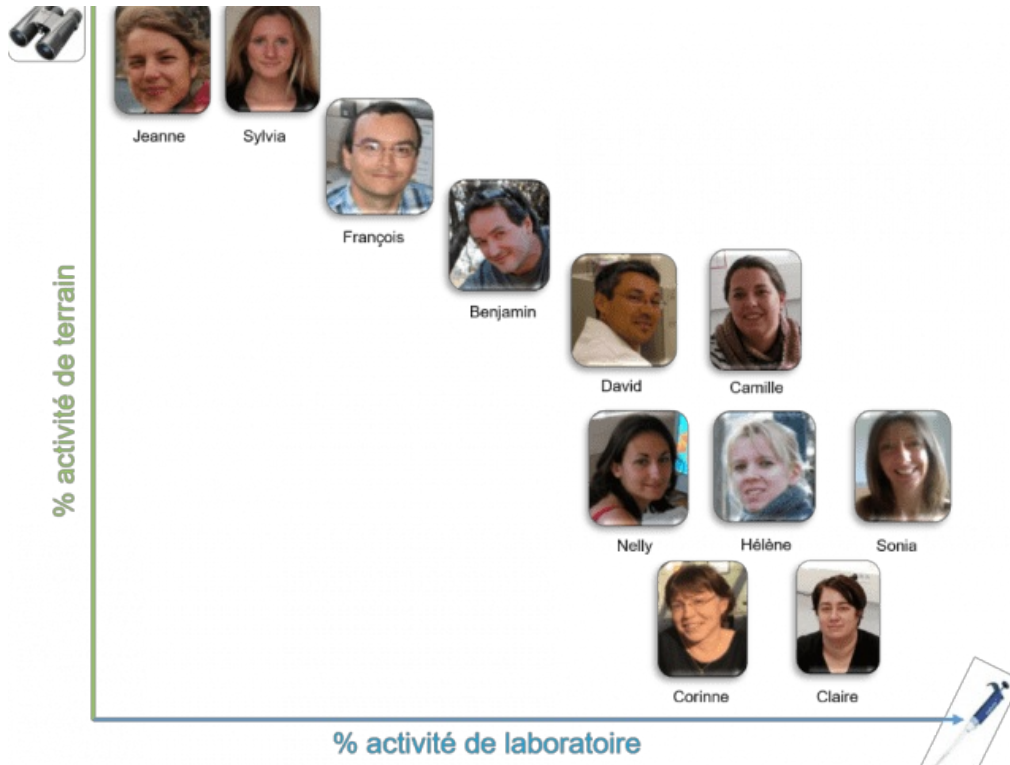 Jeanne
Sylvia
François
Benjamin
David
Camille
Nelly
Hélène
Sonia
Corinne
Claire
% activité de terrain
% activité de laboratoire